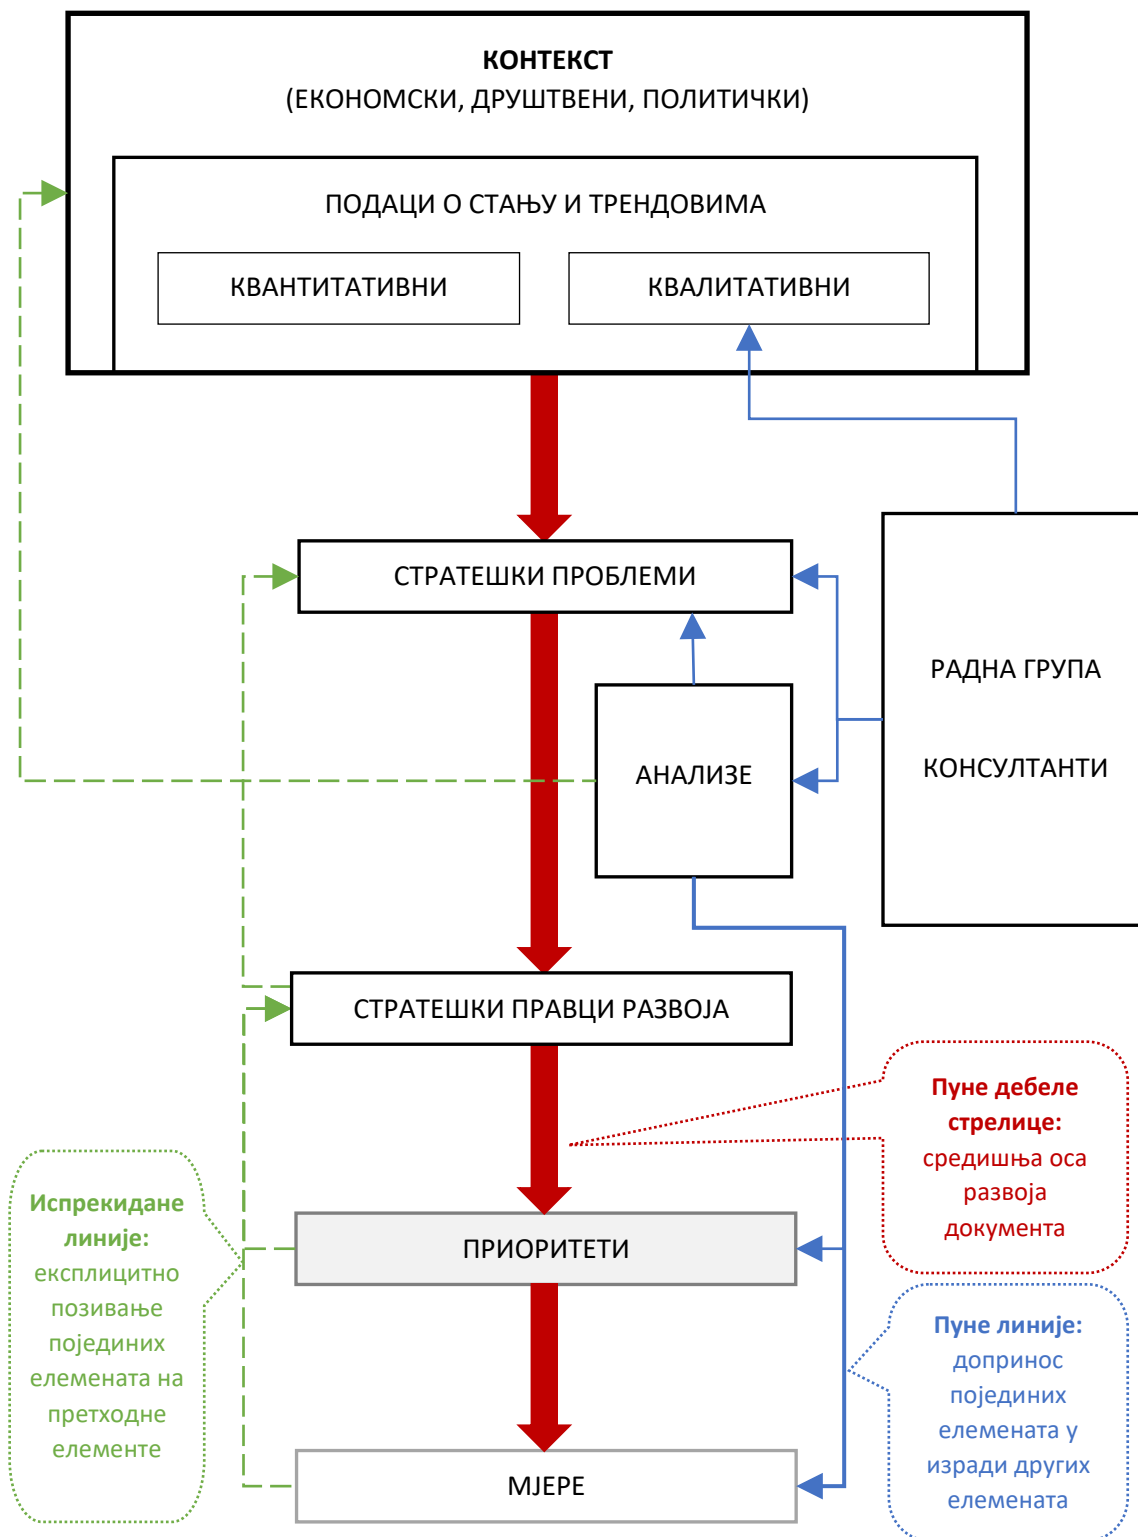 КОНТЕКСТ
(ЕКОНОМСКИ, ДРУШТВЕНИ, ПОЛИТИЧКИ)
ПОДАЦИ О СТАЊУ И ТРЕНДОВИМА
КВАНТИТАТИВНИ
КВАЛИТАТИВНИ
СТРАТЕШКИ ПРОБЛЕМИ
РАДНА ГРУПА
КОНСУЛТАНТИ
АНАЛИЗЕ
СТРАТЕШКИ ПРАВЦИ РАЗВОЈА
Пуне дебеле
стрелице:
средишња оса
развоја
документа
Испрекидане
линије:
експлицитно
позивање
појединих
елемената на
претходне
елементе
ПРИОРИТЕТИ
Пуне линије:
допринос
појединих
елемената у
изради других
елемената
МЈЕРЕ